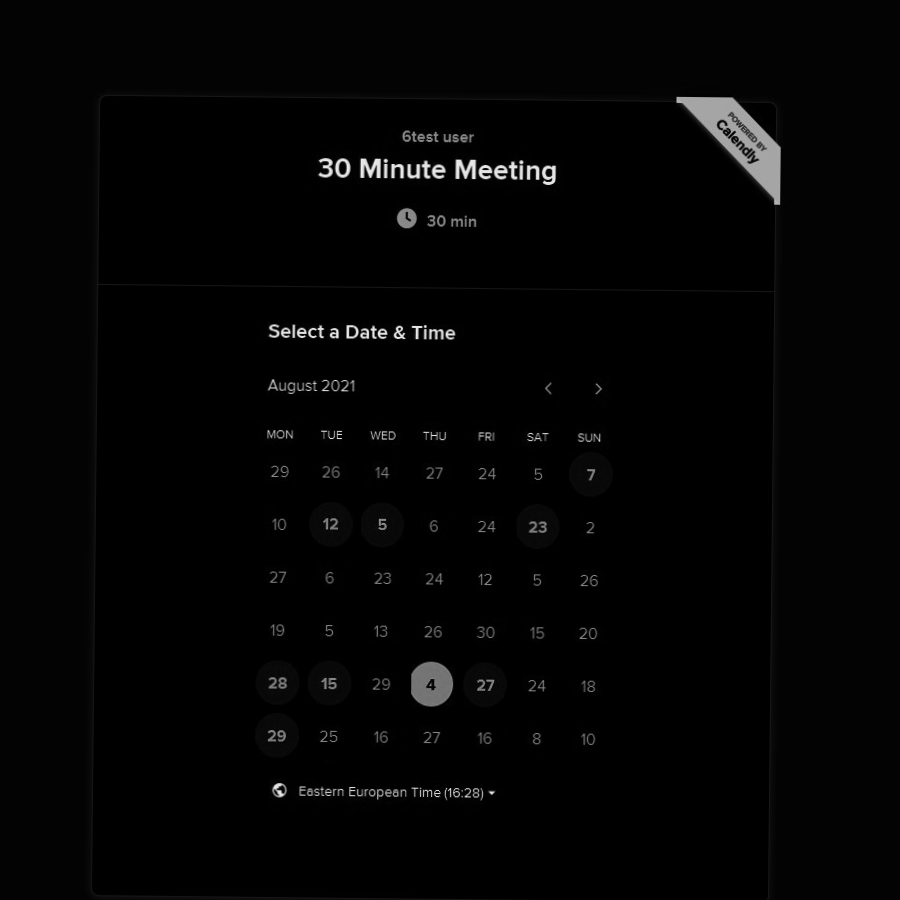 POWERED BY
Calendly
6test user
30 Minute Meeting
30 min
Select a Date & Time
August 2021
MON TUE WED THU FRI SAT SUN
29 26 14 27 24 5 7
10 12 5 6 24 23 2
27 6 23 24 12 5 26
19 5 13 26 30 15 20
28 15 29 4 27 24 18
29 25 16 27 16 8 10
Eastern European Time (16:28)